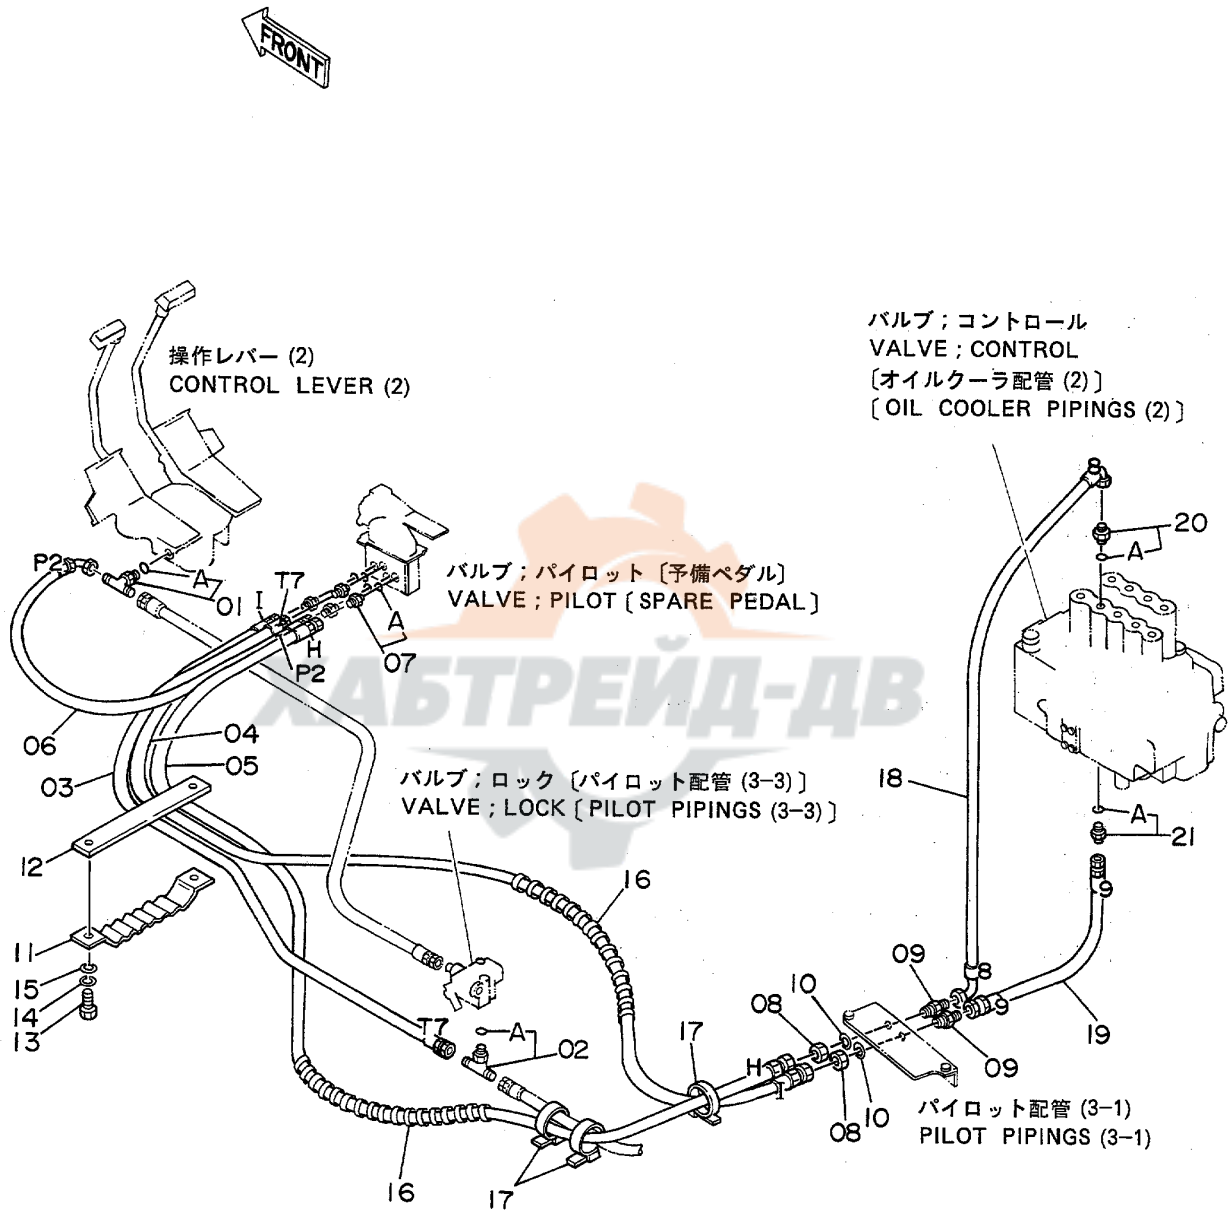 FRONT
操作レバー (2)
CONTROL LEVER (2)
バルブ ; コントロール
VALVE ; CONTROL
〔オイルクーラ配管 (2)〕
〔OIL COOLER PIPINGS (2)〕
20
A
P2
A
01
I
T7
バルブ ; パイロット〔予備ペダル〕
VALVE ; PILOT〔SPARE PEDAL〕
A
H
07
P2
ХАБТРЕЙД-ДВ
06
04
03
05
バルブ ; ロック〔パイロット配管 (3-3)〕
VALVE ; LOCK〔PILOT PIPINGS (3-3)〕
18
A
21
12
16
9
11
15
14
13
09
8
9
10
08
19
T7
A
02
17
H
I
09
08
10
パイロット配管 (3-1)
PILOT PIPINGS (3-1)
16
17